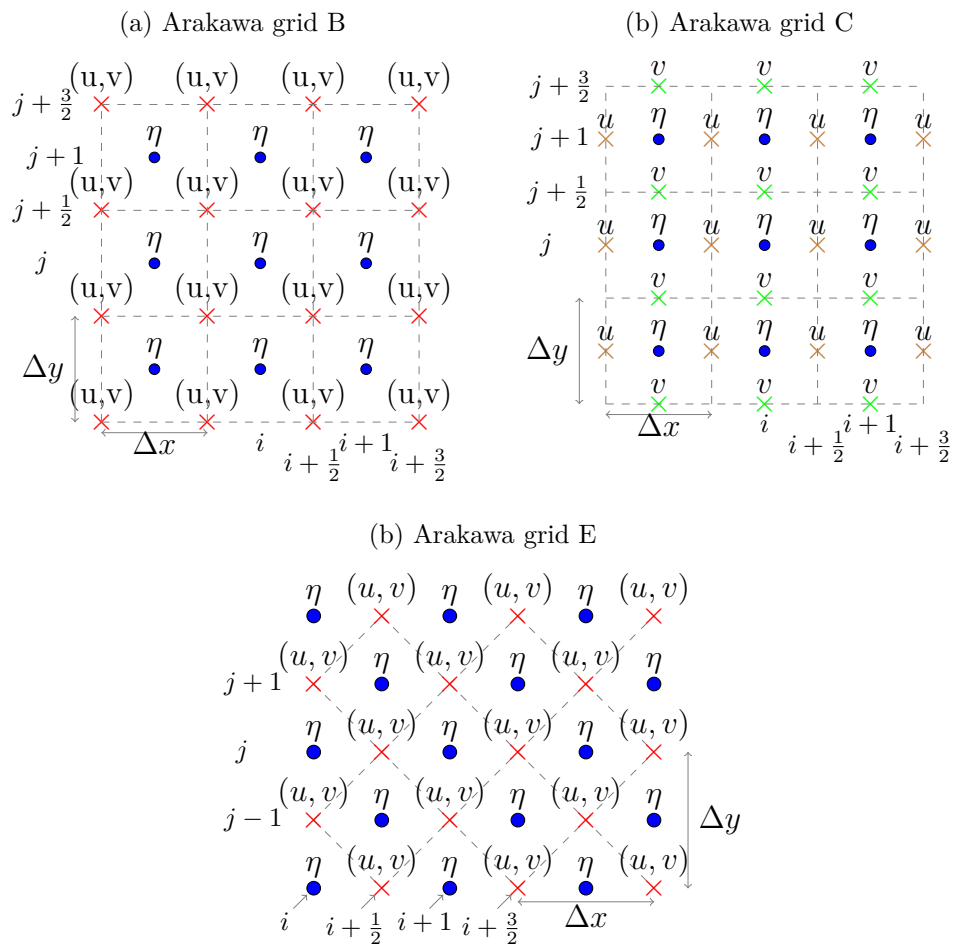 (a) Arakawa grid B
(u,v) (u,v) (u,v) (u,v)
j + 3/2
η η η
j + 1
(u,v) (u,v) (u,v) (u,v)
j + 1/2
η η η
j
(u,v) (u,v) (u,v) (u,v)
η η η
Δy
(u,v) (u,v) (u,v) (u,v)
Δx i i + 1
i + 1/2 i + 3/2
(b) Arakawa grid C
v v v
j + 3/2
u η u η u η u
j + 1
v v v
j + 1/2
u η u η u η u
j
v v v
u η u η u η u
Δy
v v v
Δx i i + 1
i + 1/2 i + 3/2
(b) Arakawa grid E
η (u, v) η (u, v) η (u, v)
(u, v) η (u, v) η (u, v) η
j + 1
η (u, v) η (u, v) η (u, v)
j
(u, v) η (u, v) η (u, v) η
j − 1 Δy
η (u, v) η (u, v) η (u, v)
i i + 1/2 i + 1 i + 3/2 Δx